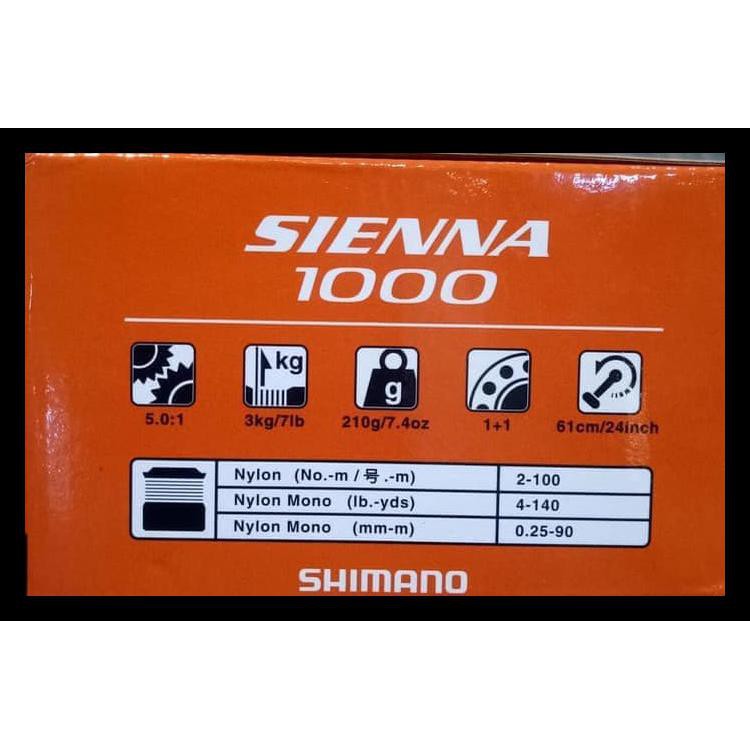 SIENNA
1000
kg
g
5.0:1 3kg/7lb 210g/7.4oz 1+1 61cm/24inch
Nylon (No.-m / 号.-m) 2-100
Nylon Mono (lb.-yds) 4-140
Nylon Mono (mm-m) 0.25-90
SHIMANO